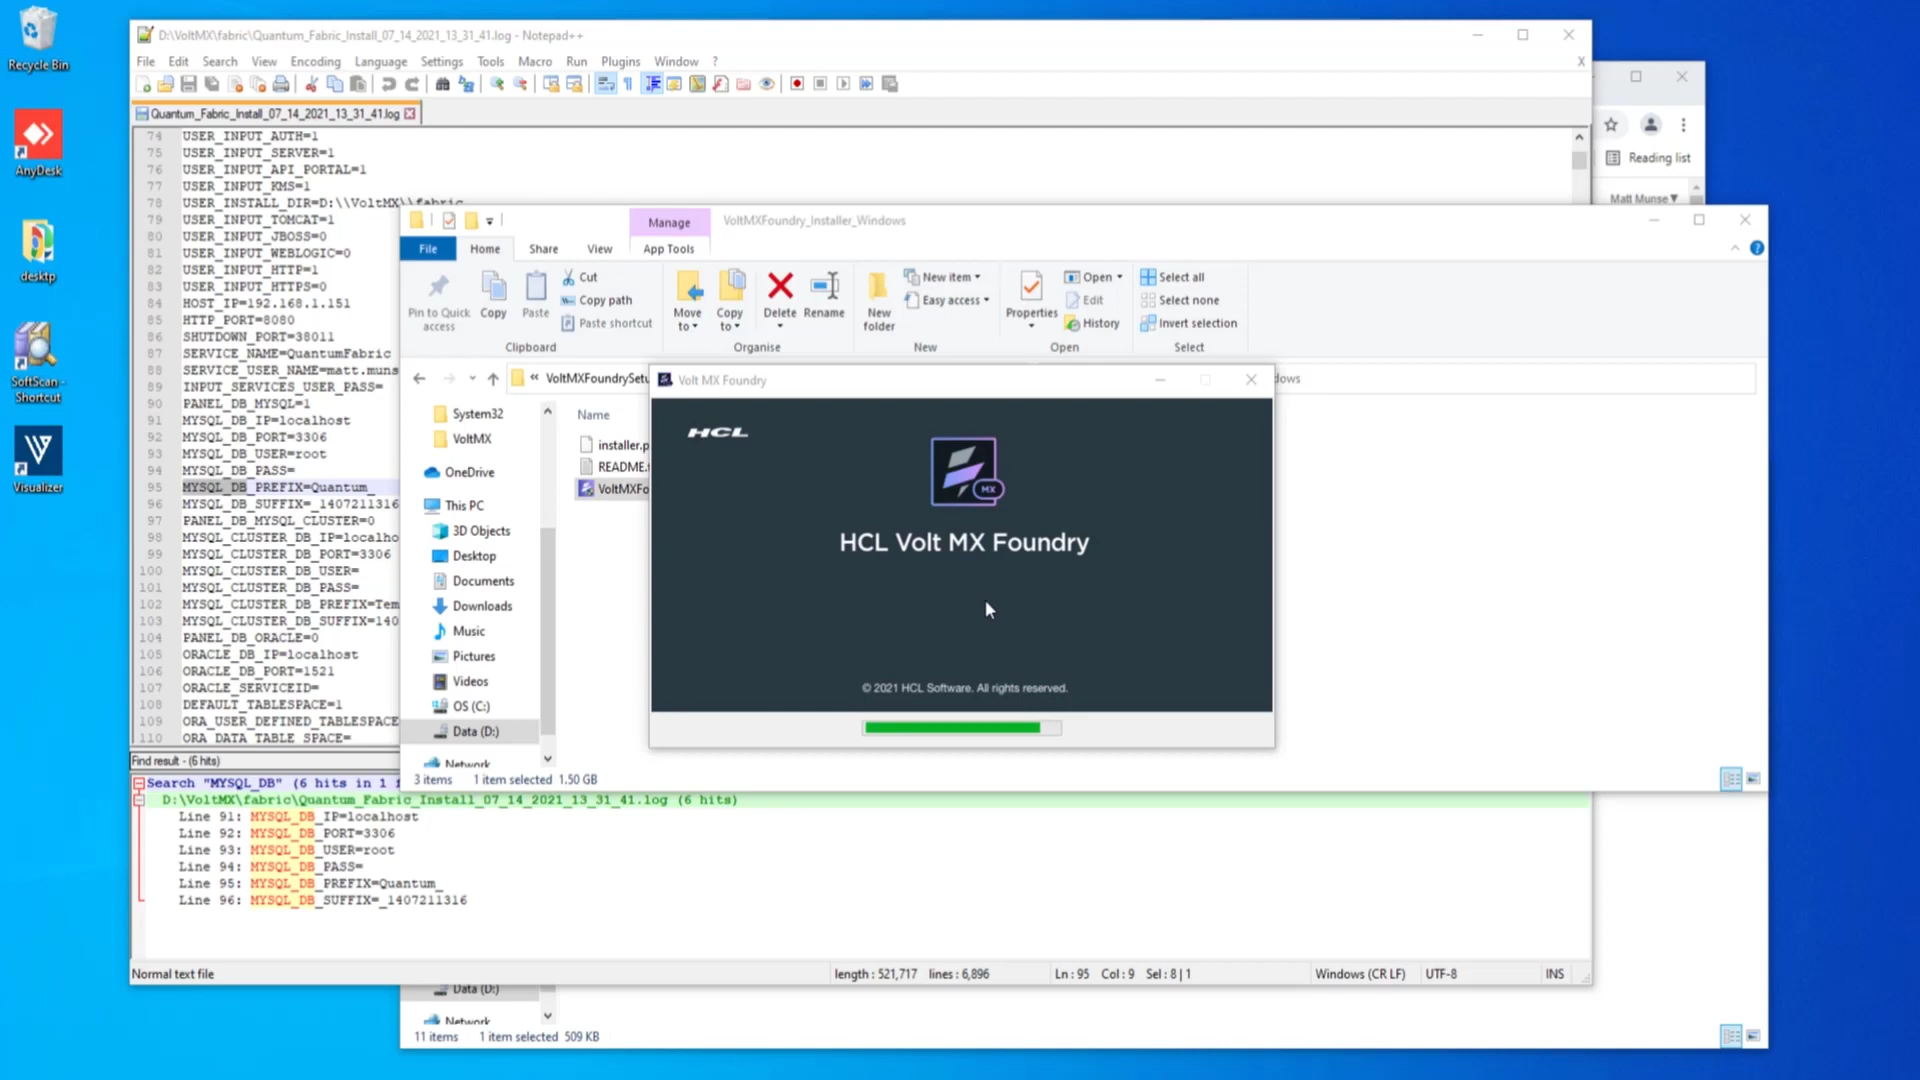 Recycle Bin
AnyDesk
desktp
SoftScan -
Shortcut
Visualizer
D:\VoltMX\fabric\Quantum_Fabric_Install_07_14_2021_13_31_41.log - Notepad++
File Edit Search View Encoding Language Settings Tools Macro Run Plugins Window ? X
Quantum_Fabric_Install_07_14_2021_13_31_41.log
74 USER_INPUT_AUTH=1
75 USER_INPUT_SERVER=1
76 USER_INPUT_API_PORTAL=1
77 USER_INPUT_KMS=1
78 USER_INSTALL_DIR=D:\\VoltMX\\fabric
79 USER_INPUT_TOMCAT=1
80 USER_INPUT_JBOSS=0
81 USER_INPUT_WEBLOGIC=0
82 USER_INPUT_HTTP=1
83 USER_INPUT_HTTPS=0
84 HOST_IP=192.168.1.151
85 HTTP_PORT=8080
86 SHUTDOWN_PORT=38011
87 SERVICE_NAME=QuantumFabric
88 SERVICE_USER_NAME=matt.muns
89 INPUT_SERVICES_USER_PASS=
90 PANEL_DB_MYSQL=1
91 MYSQL_DB_IP=localhost
92 MYSQL_DB_PORT=3306
93 MYSQL_DB_USER=root
94 MYSQL_DB_PASS=
95 MYSQL_DB_PREFIX=Quantum_
96 MYSQL_DB_SUFFIX=_1407211316
97 PANEL_DB_MYSQL_CLUSTER=0
98 MYSQL_CLUSTER_DB_IP=localho
99 MYSQL_CLUSTER_DB_PORT=3306
100 MYSQL_CLUSTER_DB_USER=
101 MYSQL_CLUSTER_DB_PASS=
102 MYSQL_CLUSTER_DB_PREFIX=Tem
103 MYSQL_CLUSTER_DB_SUFFIX=140
104 PANEL_DB_ORACLE=0
105 ORACLE_DB_IP=localhost
106 ORACLE_DB_PORT=1521
107 ORACLE_SERVICEID=
108 DEFAULT_TABLESPACE=1
109 ORA_USER_DEFINED_TABLESPACE
110 ORA_DATA_TABLE_SPACE=
Find result - (6 hits)
Search "MYSQL_DB" (6 hits in 1 f
D:\VoltMX\fabric\Quantum_Fabric_Install_07_14_2021_13_31_41.log (6 hits)
Line 91: MYSQL_DB_IP=localhost
Line 92: MYSQL_DB_PORT=3306
Line 93: MYSQL_DB_USER=root
Line 94: MYSQL_DB_PASS=
Line 95: MYSQL_DB_PREFIX=Quantum_
Line 96: MYSQL_DB_SUFFIX=_1407211316
Normal text file length : 521,717 lines : 6,896 Ln : 95 Col : 9 Sel : 8 | 1 Windows (CR LF) UTF-8 INS
Reading list
Matt Munse
Manage VoltMXFoundry_Installer_Windows
File Home Share View App Tools
Pin to Quick access
Copy
Paste
Cut
Copy path
Paste shortcut
Clipboard
Move to
Copy to
Delete
Rename
Organise
New folder
New item
Easy access
New
Properties
Open
Edit
History
Open
Select all
Select none
Invert selection
Select
« VoltMXFoundrySetu
dows
System32
VoltMX
OneDrive
This PC
3D Objects
Desktop
Documents
Downloads
Music
Pictures
Videos
OS (C:)
Data (D:)
Network
Name
installer.p
README.
VoltMXFo
3 items 1 item selected 1.50 GB
Volt MX Foundry
HCL
MX
HCL Volt MX Foundry
© 2021 HCL Software. All rights reserved.
Data (D:)
Network
11 items 1 item selected 509 KB